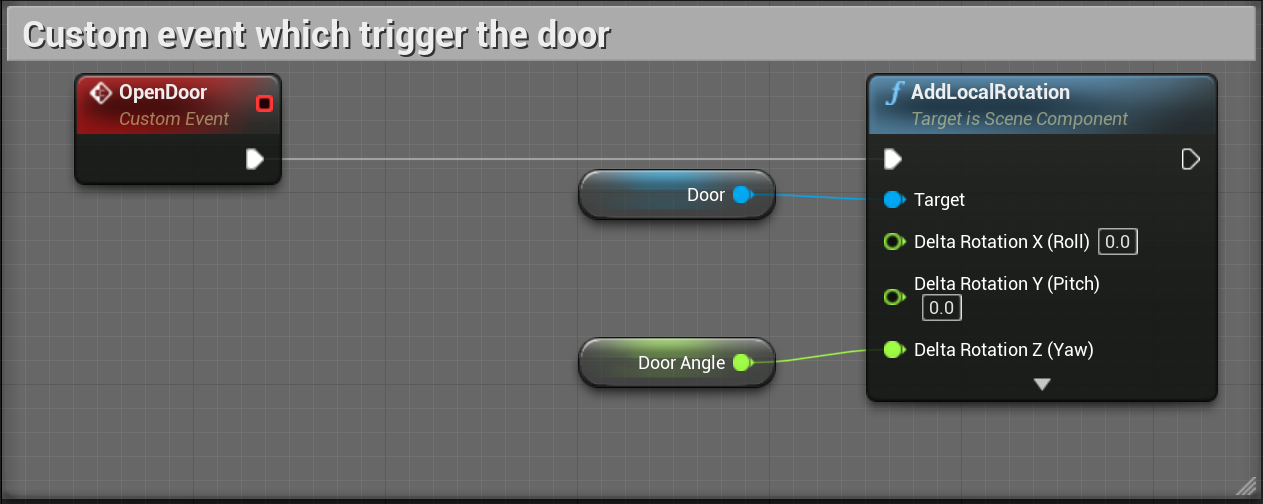 Custom event which trigger the door
OpenDoor
Custom Event
AddLocalRotation
Target is Scene Component
Door
Target
Delta Rotation X (Roll) 0.0
Delta Rotation Y (Pitch)
0.0
Door Angle
Delta Rotation Z (Yaw)